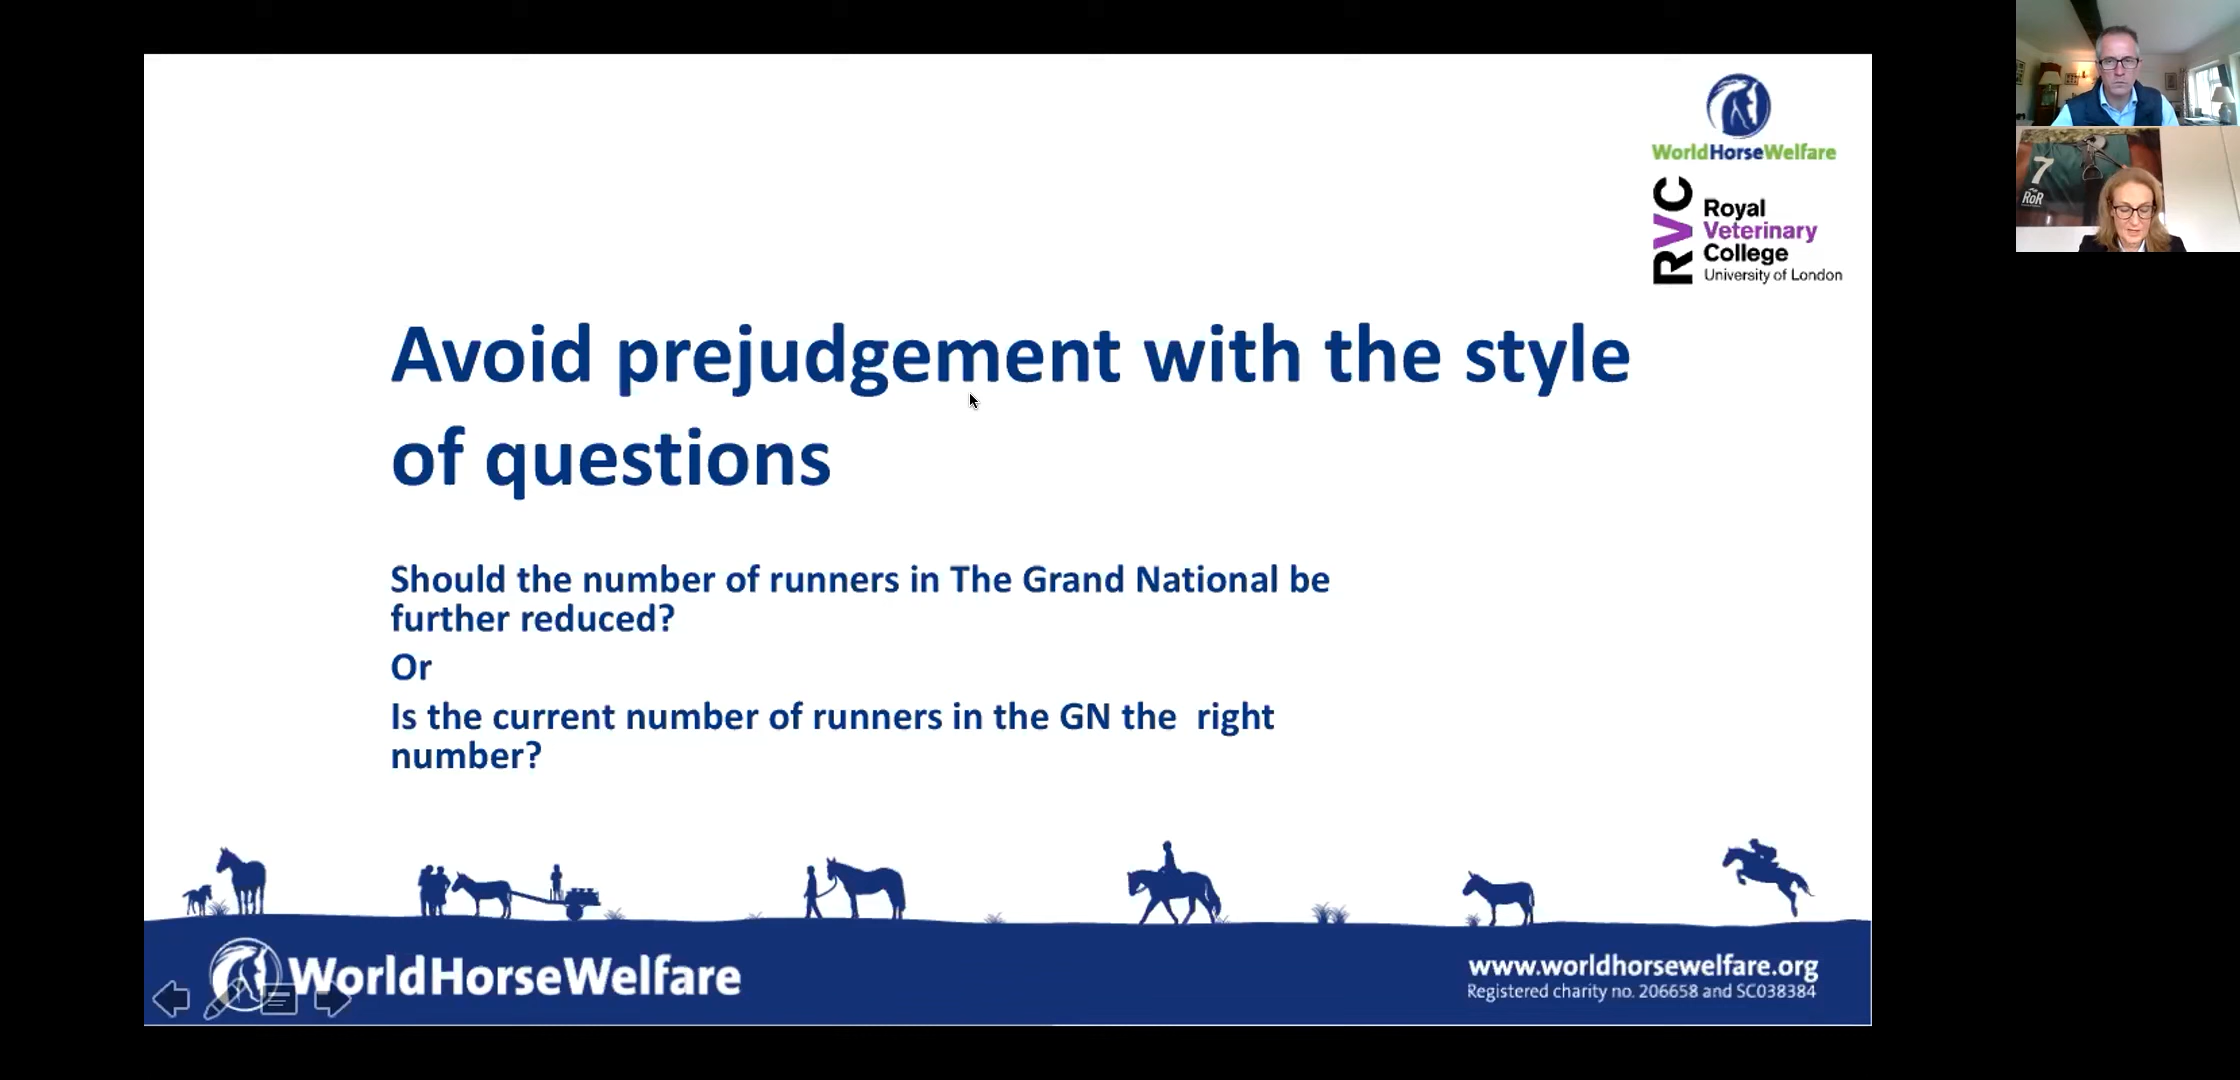 WorldHorseWelfare
RVC
Royal
Veterinary
College
University of London
7
RoR
Avoid prejudgement with the style
of questions
Should the number of runners in The Grand National be
further reduced?
Or
Is the current number of runners in the GN the  right
number?
WorldHorseWelfare
www.worldhorsewelfare.org
Registered charity no. 206658 and SC038384